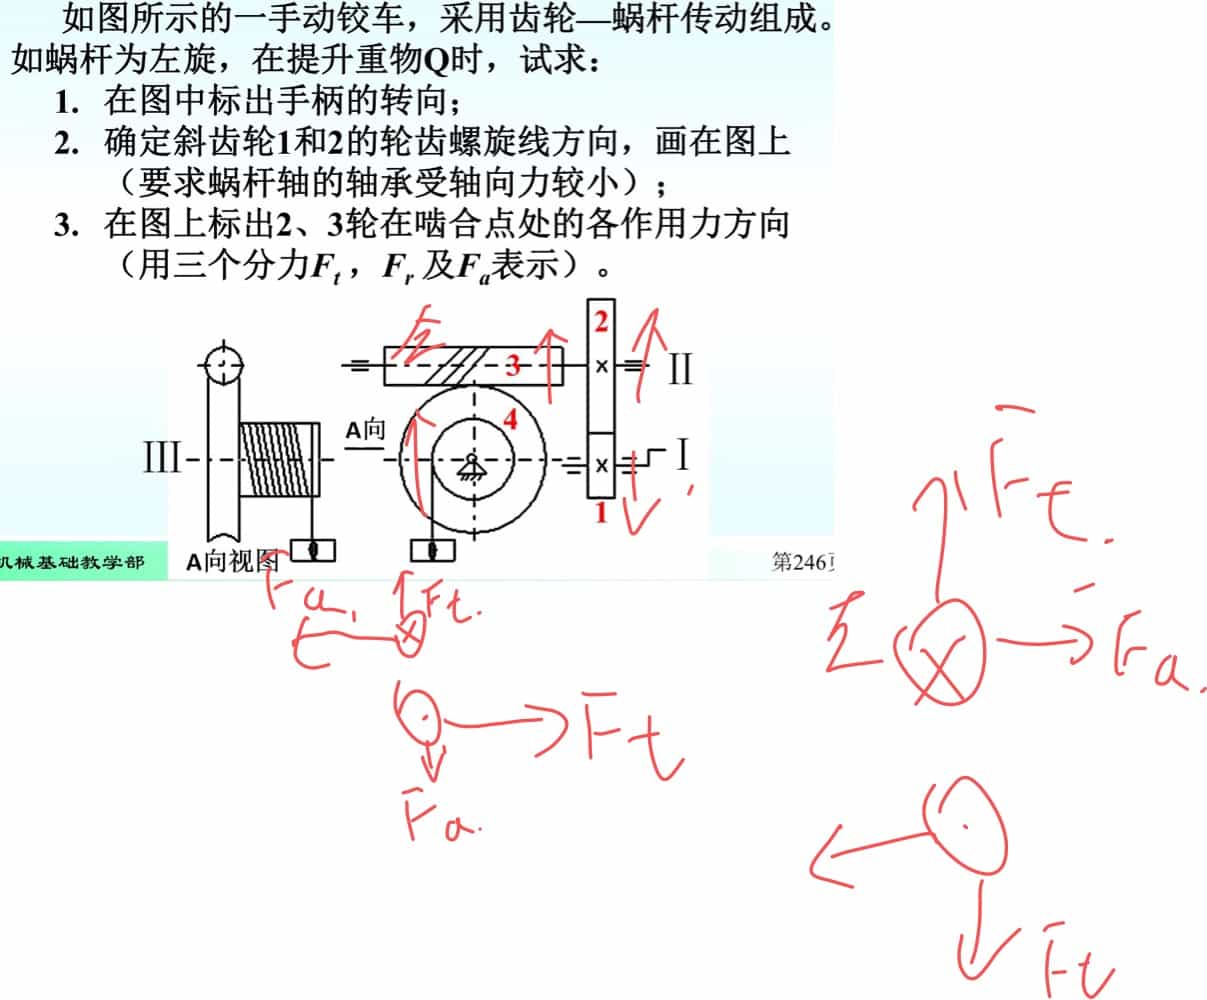 如图所示的一手动铰车，采用齿轮—蜗杆传动组成。
如蜗杆为左旋，在提升重物Q时，试求：
1. 在图中标出手柄的转向；
2. 确定斜齿轮1和2的轮齿螺旋线方向，画在图上
（要求蜗杆轴的轴承受轴向力较小）；
3. 在图上标出2、3轮在啮合点处的各作用力方向
（用三个分力Ft，Fr 及Fa表示）。
左
2
3
II
A向
4
III
I
1
Q
Q
机械基础教学部
A向视图
第246页
Fa.
Ft.
Ft
Fa.
Ft.
左
Fa.
Ft